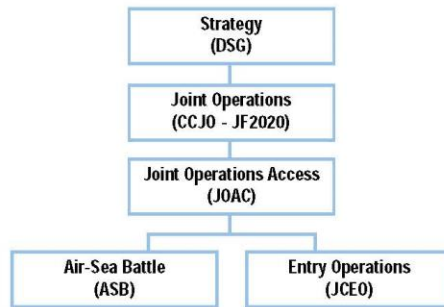 Strategy
(DSG)
Joint Operations
(CCJO - JF2020)
Joint Operations Access
(JOAC)
Air-Sea Battle
(ASB)
Entry Operations
(JCEO)